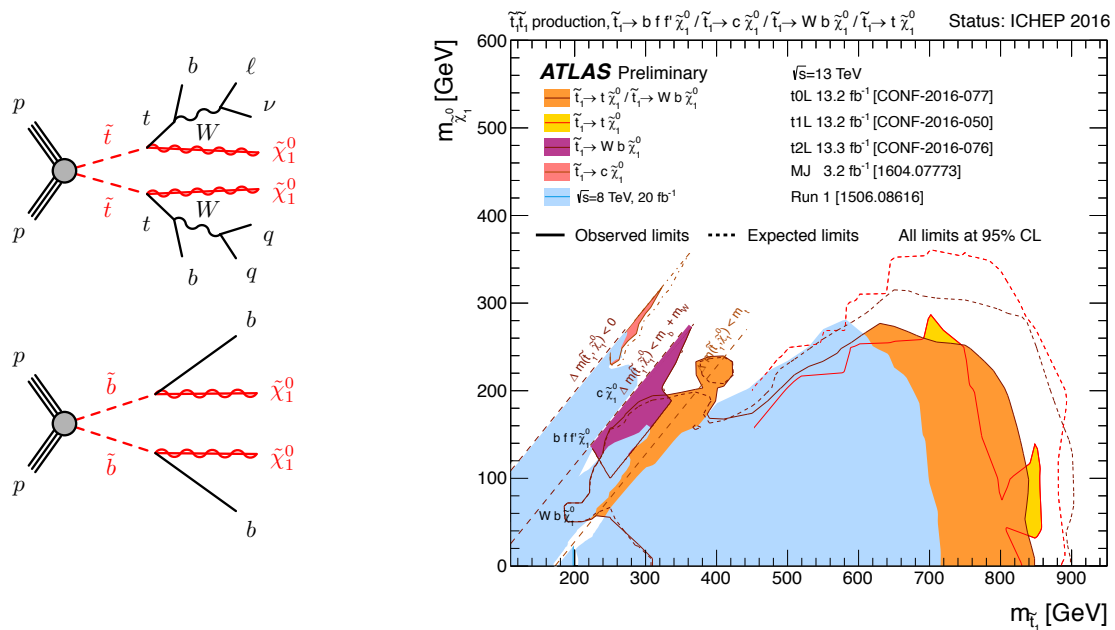 b
ℓ
p
t
W
ν
t̃
χ̃₁⁰
t̃
χ̃₁⁰
p
t
W
q
b
q
b
p
b̃
χ̃₁⁰
b̃
χ̃₁⁰
p
b
t̃₁t̃₁ production, t̃₁→ b f f' χ̃₁⁰ / t̃₁→ c χ̃₁⁰ / t̃₁→ W b χ̃₁⁰ / t̃₁→ t χ̃₁⁰
Status: ICHEP 2016
m_χ̃₁⁰ [GeV]
600
500
400
300
200
100
0
ATLAS Preliminary
t̃₁→ t χ̃₁⁰ / t̃₁→ W b χ̃₁⁰
t̃₁→ t χ̃₁⁰
t̃₁→ W b χ̃₁⁰
t̃₁→ c χ̃₁⁰
√s=8 TeV, 20 fb⁻¹
√s=13 TeV
t0L 13.2 fb⁻¹ [CONF-2016-077]
t1L 13.2 fb⁻¹ [CONF-2016-050]
t2L 13.3 fb⁻¹ [CONF-2016-076]
MJ 3.2 fb⁻¹ [1604.07773]
Run 1 [1506.08616]
Observed limits
Expected limits
All limits at 95% CL
Δ m(t̃₁,χ̃₁⁰) < 0
Δ m(t̃₁,χ̃₁⁰) < m_b + m_W
Δ m(t̃₁,χ̃₁⁰) < m_t
c χ̃₁⁰
b f f' χ̃₁⁰
W b χ̃₁⁰
200
300
400
500
600
700
800
900
m_t̃₁ [GeV]